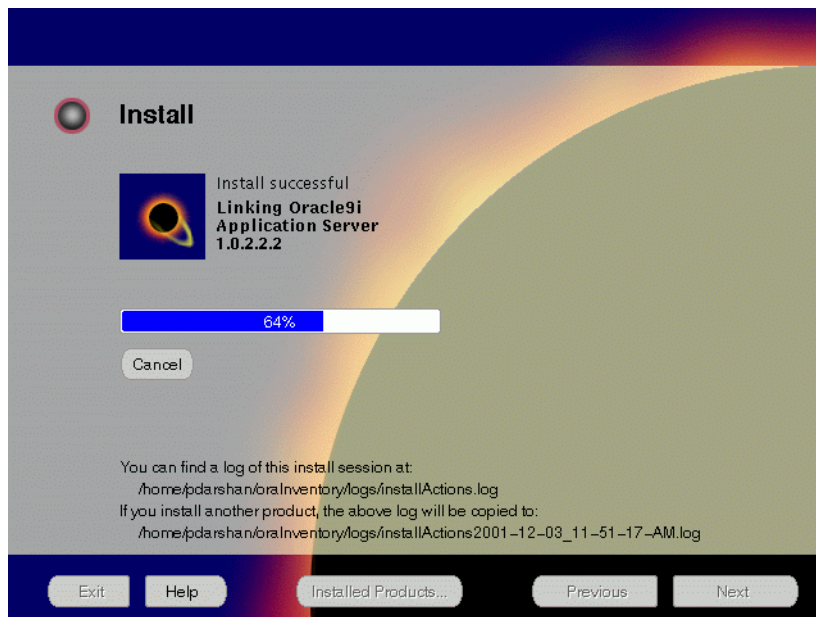 Install
Install successful
Linking Oracle9i
Application Server
1.0.2.2.2
64%
Cancel
You can find a log of this install session at:
/home/pdarshan/oraInventory/logs/installActions.log
If you install another product, the above log will be copied to:
/home/pdarshan/oraInventory/logs/installActions2001-12-03_11-51-17-AM.log
Exit
Help
Installed Products...
Previous
Next